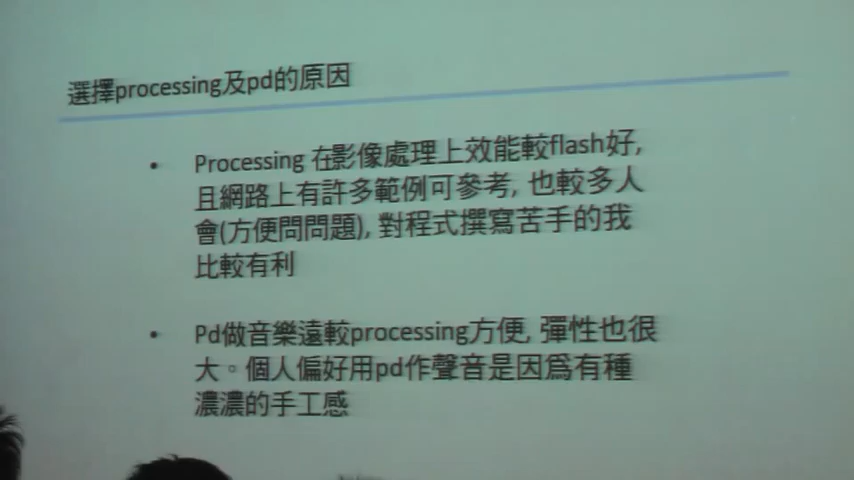 選擇processing及pd的原因
• Processing 在影像處理上效能較flash好,
且網路上有許多範例可參考, 也較多人
會(方便問問題), 對程式撰寫苦手的我
比較有利
• Pd做音樂遠較processing方便, 彈性也很
大。個人偏好用pd作聲音是因為有種
濃濃的手工感